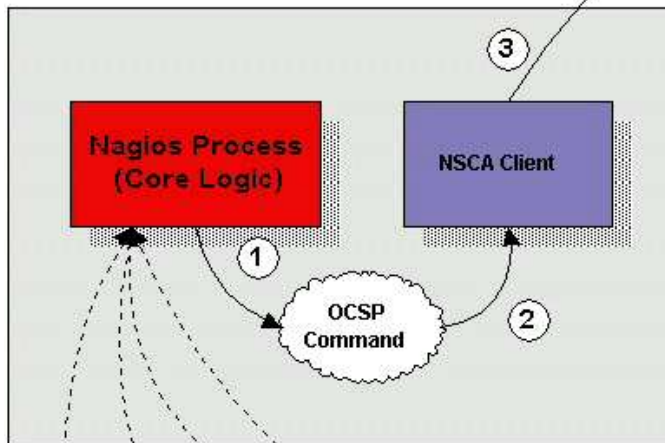 3
Nagios Process
(Core Logic)
NSCA Client
1
OCSP
Command
2